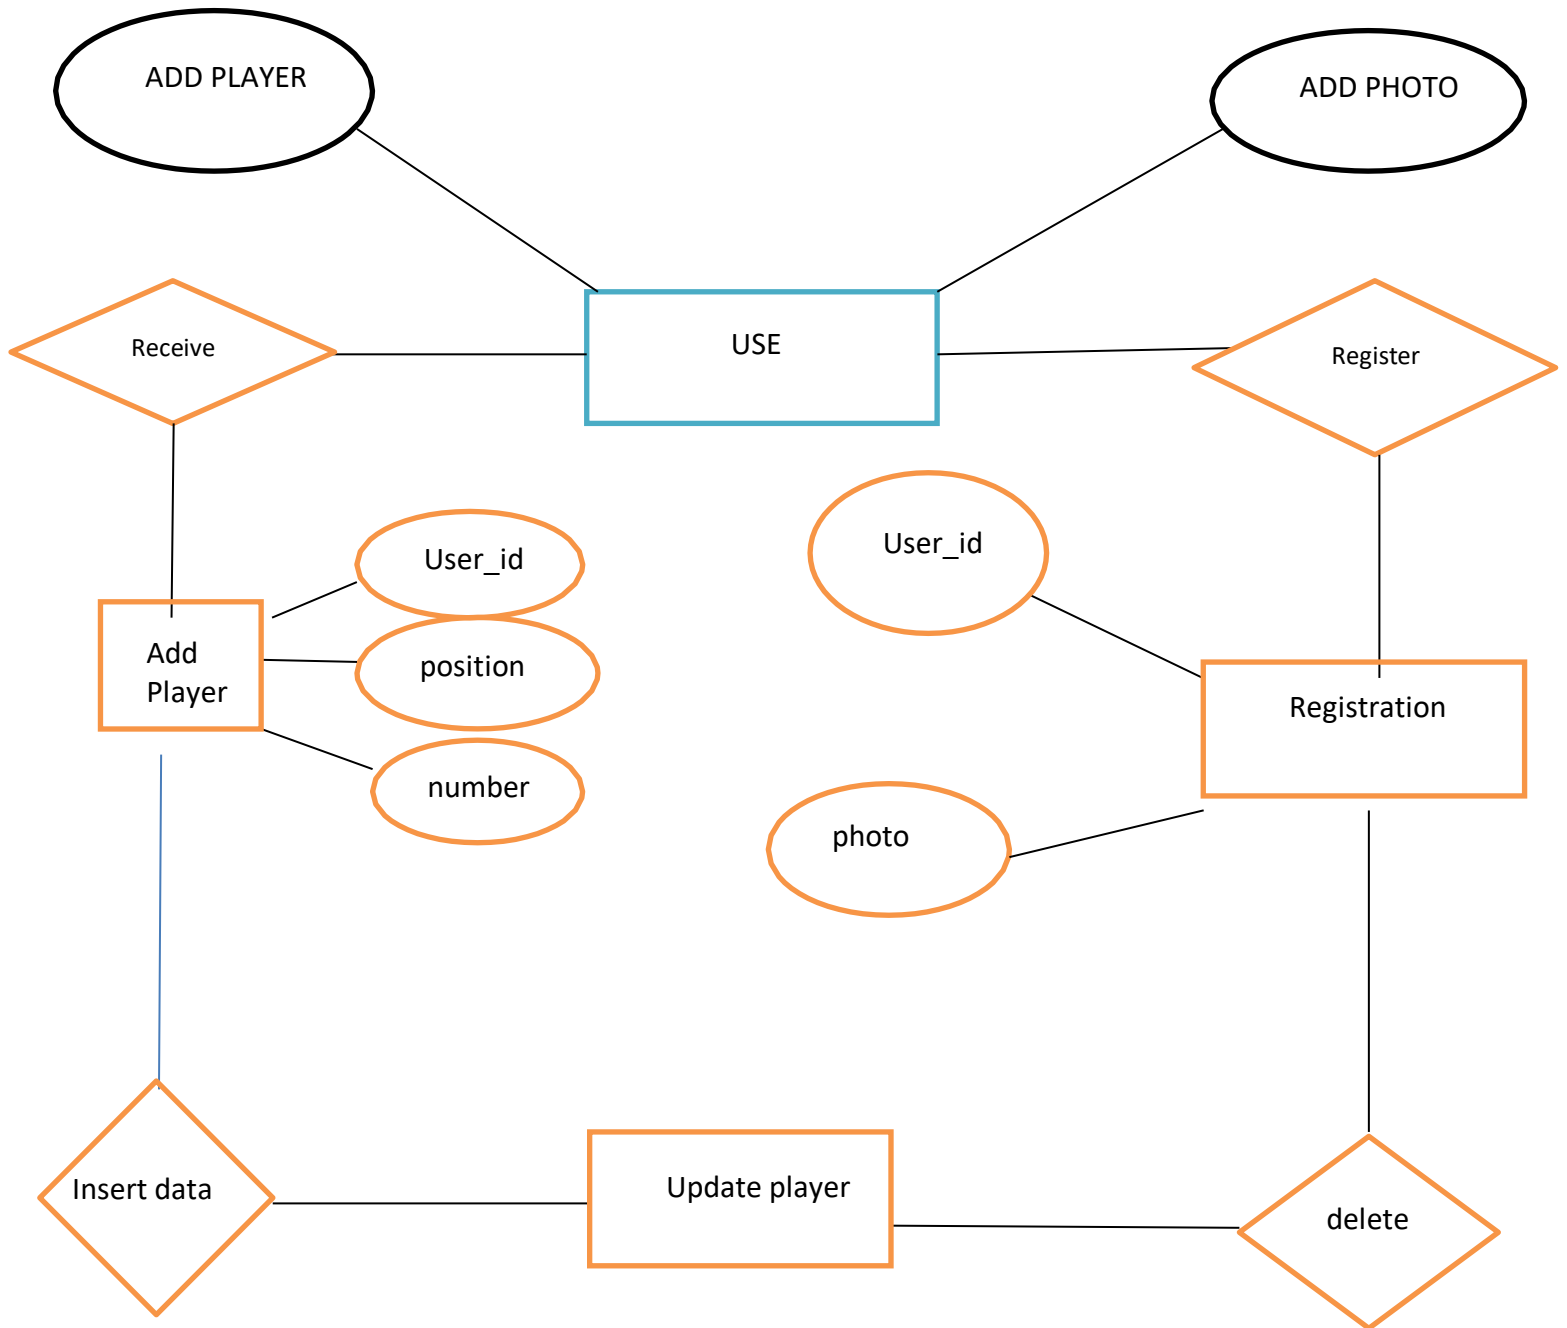 ADD PLAYER
ADD PHOTO
USE
Receive
Register
User_id
User_id
Add
Player
position
number
Registration
photo
Insert data
Update player
delete